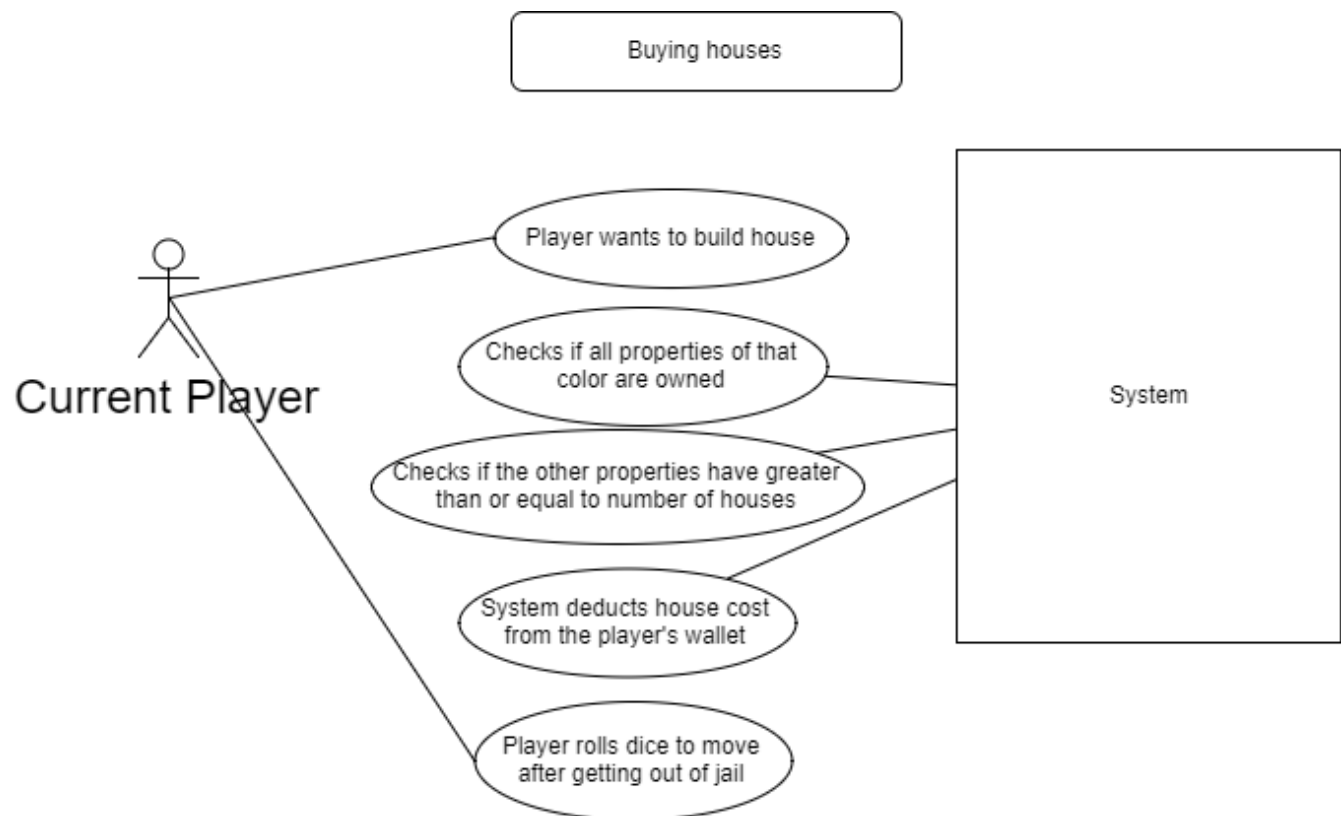 Buying houses
Player wants to build house
Checks if all properties of that
color are owned
System
Current Player
Checks if the other properties have greater
than or equal to number of houses
System deducts house cost
from the player's wallet
Player rolls dice to move
after getting out of jail